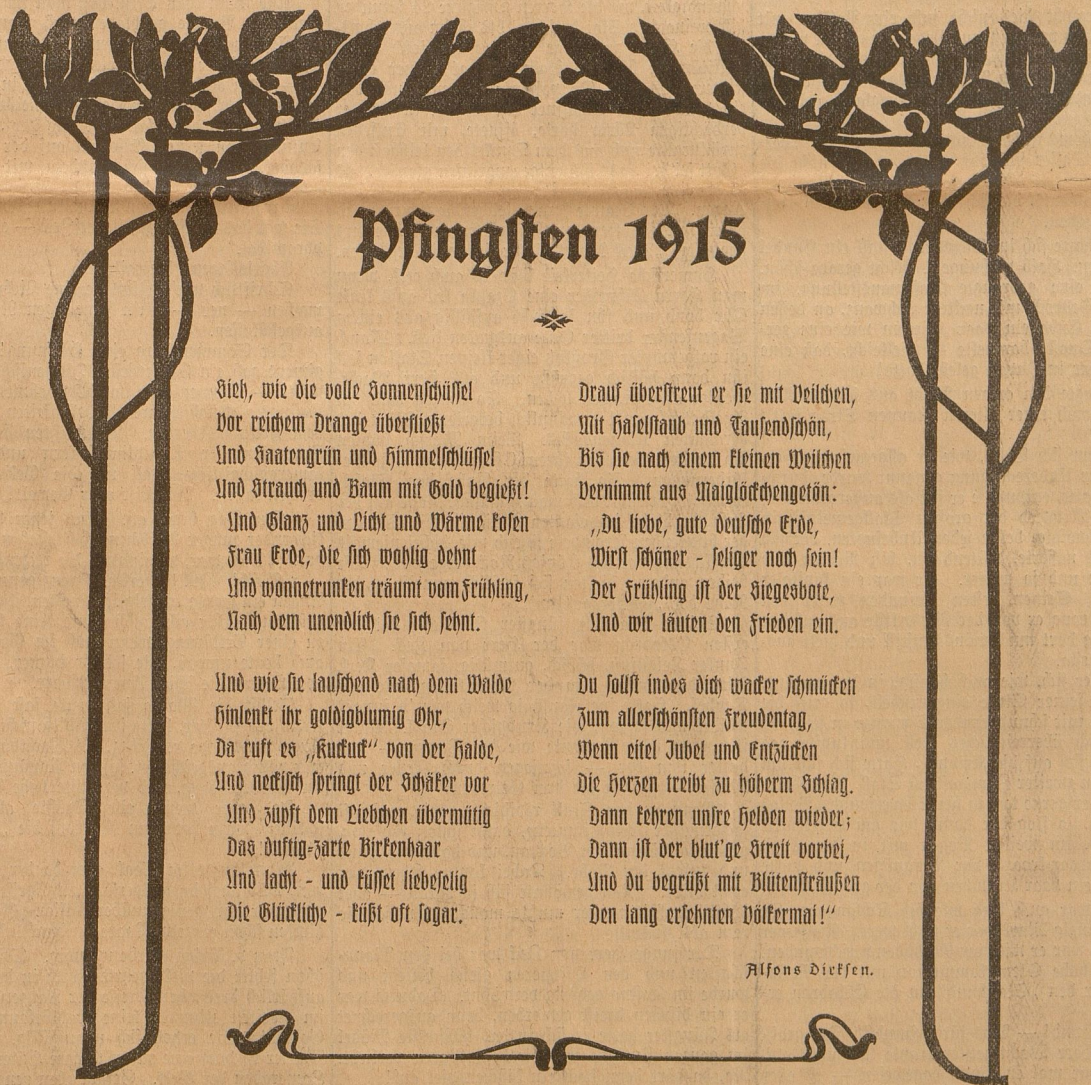 Pfingsten 1915
Sieh, wie die volle Sonnenschüssel
Vor reichem Drange überfließt
Und Saatengrün und Himmelschlüssel
Und Strauch und Baum mit Gold begießt!
Und Glanz und Licht und Wärme kosen
Frau Erde, die sich wohlig dehnt
Und wonnetrunken träumt vom Frühling,
Nach dem unendlich sie sich sehnt.
Und wie sie lauschend nach dem Walde
Hinlenkt ihr goldigblumig Ohr,
Da ruft es „Kuckuck“ von der Halde,
Und neckisch springt der Schäker vor
Und zupft dem Liebchen übermütig
Das duftig-zarte Birkenhaar
Und lacht - und küsset liebeselig
Die Glückliche - küßt oft sogar.
Drauf überstreut er sie mit Veilchen,
Mit Haselstaub und Tausendschön,
Bis sie nach einem kleinen Weilchen
Vernimmt aus Maiglöckchengetön:
„Du liebe, gute deutsche Erde,
Wirst schöner - seliger noch sein!
Der Frühling ist der Siegesbote,
Und wir läuten den Frieden ein.
Du sollst indes dich wacker schmücken
Zum allerschönsten Freudentag,
Wenn eitel Jubel und Entzücken
Die Herzen treibt zu höherm Schlag.
Dann kehren unsre Helden wieder;
Dann ist der blut'ge Streit vorbei,
Und du begrüßt mit Blütensträußen
Den lang ersehnten Völkermai!“
Alfons Dirksen.